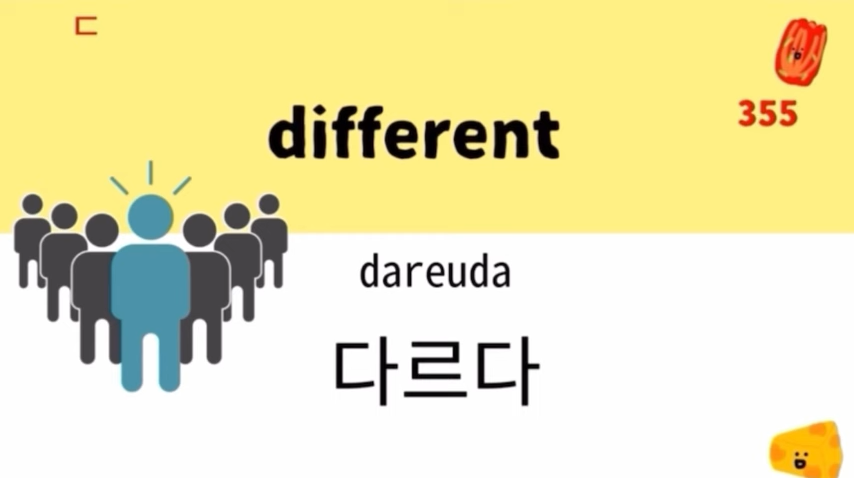 ㄷ
355
different
dareuda
다르다